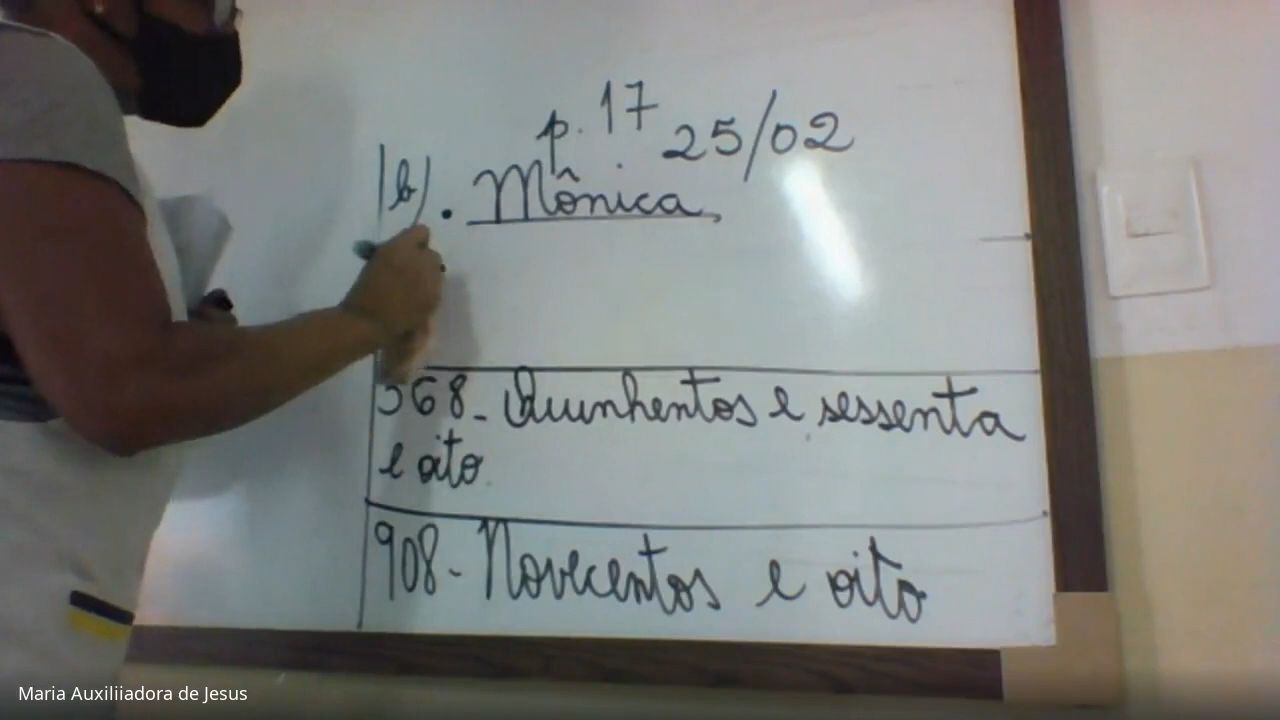 p. 17 25/02
b). Mônica
568- Quinhentos e sessenta
e oito
908- Novecentos e oito
Maria Auxiliiadora de Jesus